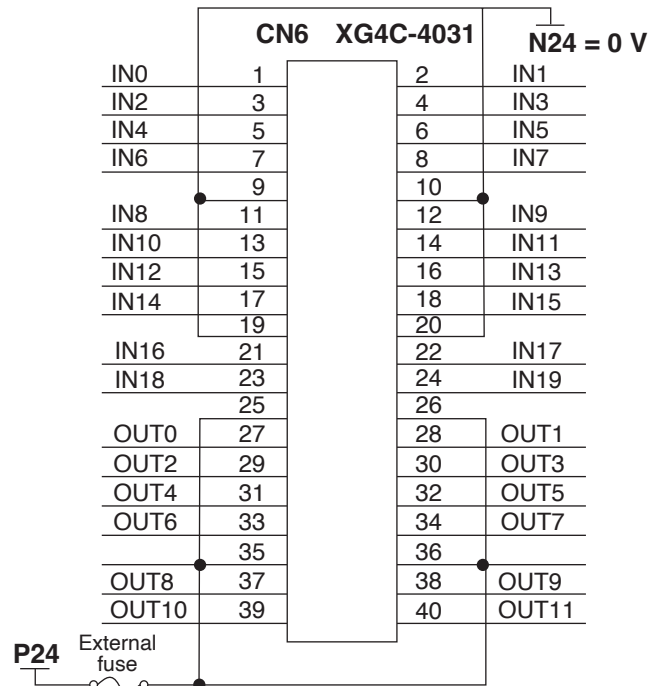 CN6 XG4C-4031
N24 = 0 V
IN0 1 2 IN1
IN2 3 4 IN3
IN4 5 6 IN5
IN6 7 8 IN7
9 10
IN8 11 12 IN9
IN10 13 14 IN11
IN12 15 16 IN13
IN14 17 18 IN15
19 20
IN16 21 22 IN17
IN18 23 24 IN19
25 26
OUT0 27 28 OUT1
OUT2 29 30 OUT3
OUT4 31 32 OUT5
OUT6 33 34 OUT7
35 36
OUT8 37 38 OUT9
OUT10 39 40 OUT11
P24 External
fuse